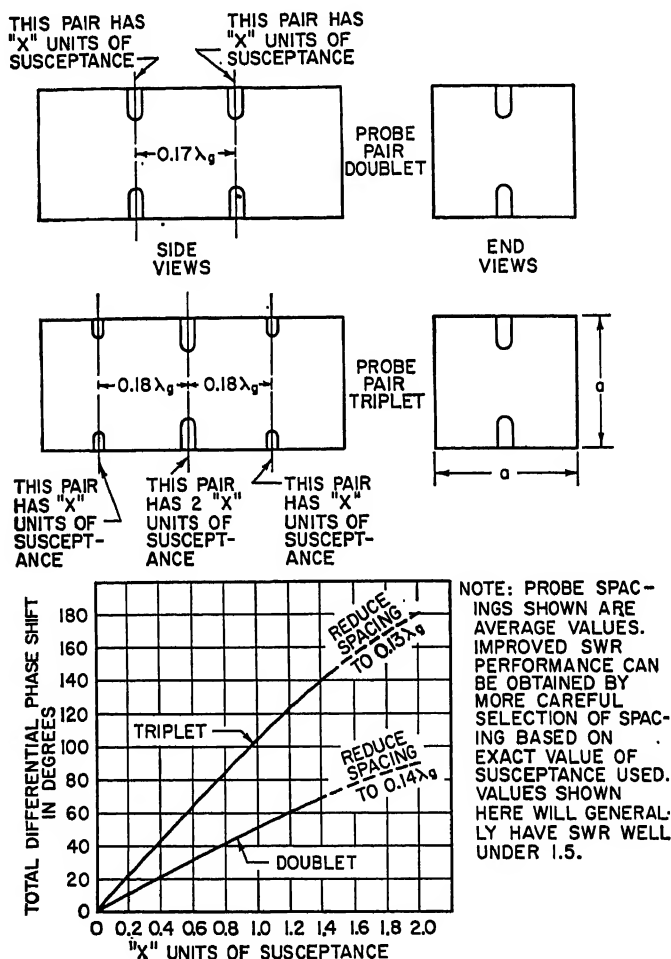 THIS PAIR HAS
"X" UNITS OF
SUSCEPTANCE
THIS PAIR HAS
"X" UNITS OF
SUSCEPTANCE
0.17λg
PROBE
PAIR
DOUBLET
SIDE
VIEWS
END
VIEWS
0.18λg
0.18λg
PROBE
PAIR
TRIPLET
a
a
THIS PAIR
HAS "X"
UNITS OF
SUSCEPT-
ANCE
THIS PAIR
HAS 2 "X"
UNITS OF
SUSCEPT-
ANCE
THIS PAIR
HAS "X"
UNITS OF
SUSCEPT-
ANCE
TOTAL DIFFERENTIAL PHASE SHIFT
IN DEGREES
180
160
140
120
100
80
60
40
20
0
TRIPLET
REDUCE
SPACING
TO 0.13λg
REDUCE
SPACING
TO 0.14λg
DOUBLET
0 0.2 0.4 0.6 0.8 1.0 1.2 1.4 1.6 1.8 2.0
"X" UNITS OF SUSCEPTANCE
NOTE: PROBE SPAC-
INGS SHOWN ARE
AVERAGE VALUES.
IMPROVED SWR
PERFORMANCE CAN
BE OBTAINED BY
MORE CAREFUL
SELECTION OF SPAC-
ING BASED ON
EXACT VALUE OF
SUSCEPTANCE USED.
VALUES SHOWN
HERE WILL GENERAL-
LY HAVE SWR WELL
UNDER 1.5.